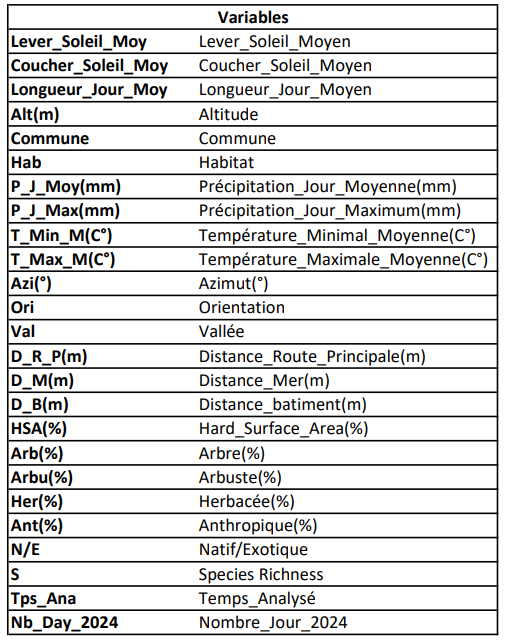 Variables
Lever_Soleil_Moy Lever_Soleil_Moyen
Coucher_Soleil_Moy Coucher_Soleil_Moyen
Longueur_Jour_Moy Longueur_Jour_Moyen
Alt(m) Altitude
Commune Commune
Hab Habitat
P_J_Moy(mm) Précipitation_Jour_Moyenne(mm)
P_J_Max(mm) Précipitation_Jour_Maximum(mm)
T_Min_M(C°) Température_Minimal_Moyenne(C°)
T_Max_M(C°) Température_Maximale_Moyenne(C°)
Azi(°) Azimut(°)
Ori Orientation
Val Vallée
D_R_P(m) Distance_Route_Principale(m)
D_M(m) Distance_Mer(m)
D_B(m) Distance_batiment(m)
HSA(%) Hard_Surface_Area(%)
Arb(%) Arbre(%)
Arbu(%) Arbuste(%)
Her(%) Herbacée(%)
Ant(%) Anthropique(%)
N/E Natif/Exotique
S Species Richness
Tps_Ana Temps_Analysé
Nb_Day_2024 Nombre_Jour_2024